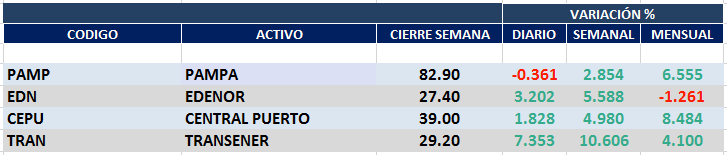 VARIACIÓN %
CODIGO ACTIVO CIERRE SEMANA DIARIO SEMANAL MENSUAL
PAMP PAMPA 82.90 -0.361 2.854 6.555
EDN EDENOR 27.40 3.202 5.588 -1.261
CEPU CENTRAL PUERTO 39.00 1.828 4.980 8.484
TRAN TRANSENER 29.20 7.353 10.606 4.100